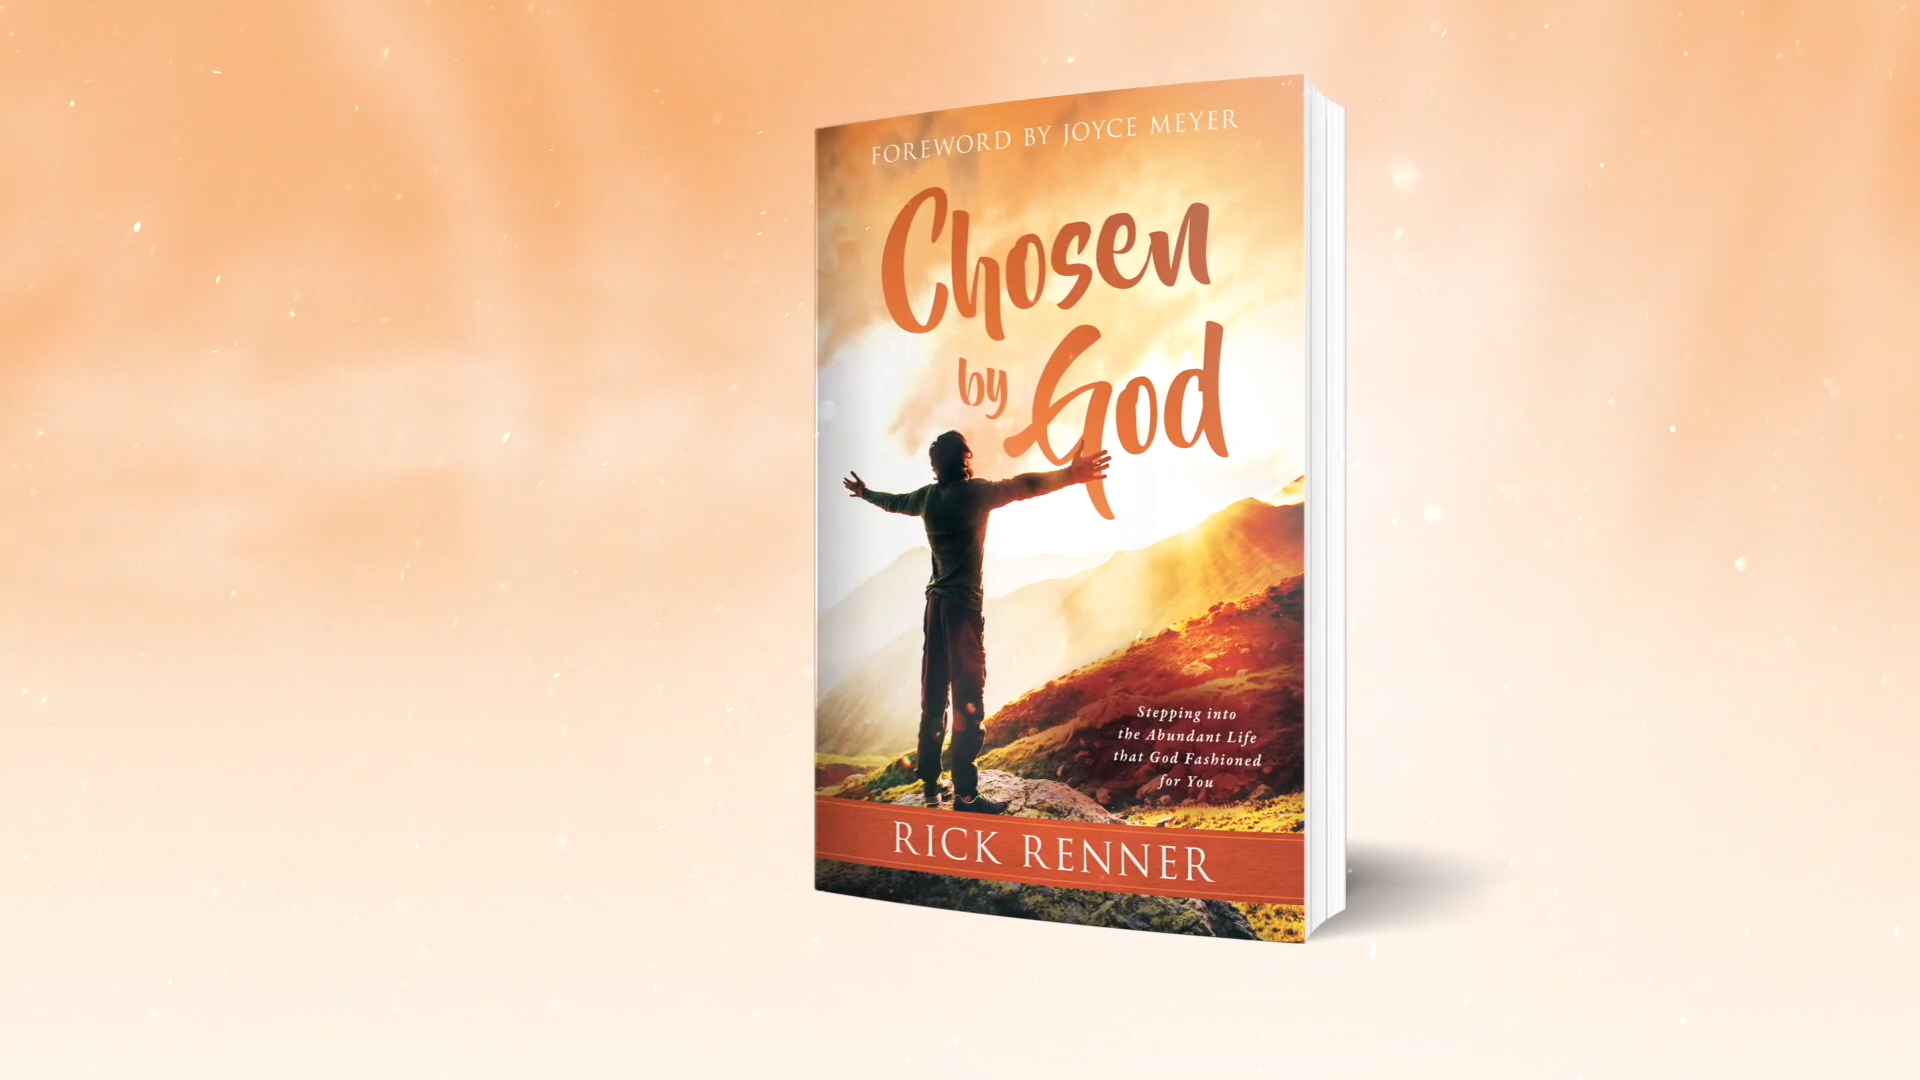 FOREWORD BY JOYCE MEYER
Chosen
by God
Stepping into
the Abundant Life
that God Fashioned
for You
RICK RENNER